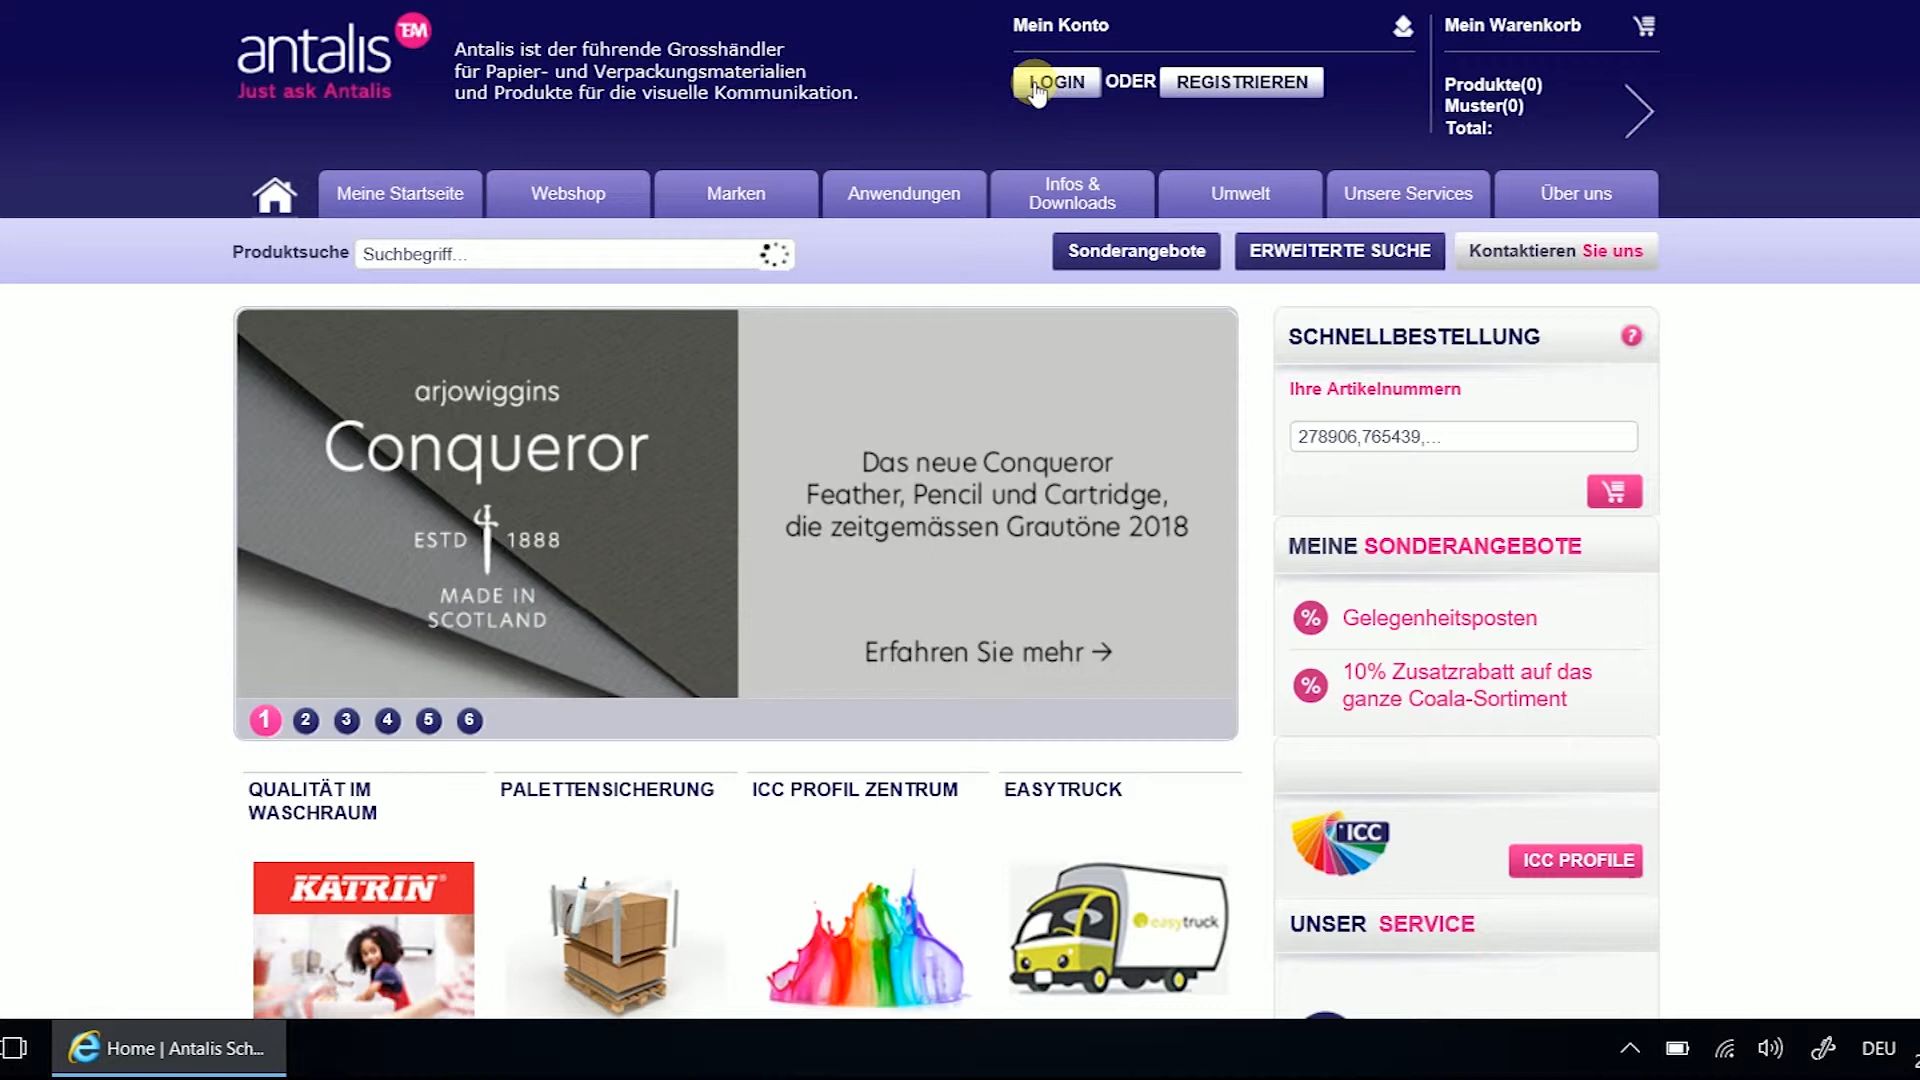 antalis TM
Just ask Antalis
Antalis ist der führende Grosshändler
für Papier- und Verpackungsmaterialien
und Produkte für die visuelle Kommunikation.
Mein Konto
LOGIN ODER REGISTRIEREN
Mein Warenkorb
Produkte(0)
Muster(0)
Total:
Meine Startseite
Webshop
Marken
Anwendungen
Infos &
Downloads
Umwelt
Unsere Services
Über uns
Produktsuche Suchbegriff...
Sonderangebote
ERWEITERTE SUCHE
Kontaktieren Sie uns
arjowiggins
Conqueror
ESTD 1888
MADE IN
SCOTLAND
Das neue Conqueror
Feather, Pencil und Cartridge,
die zeitgemässen Grautöne 2018
Erfahren Sie mehr →
1 2 3 4 5 6
SCHNELLBESTELLUNG ?
Ihre Artikelnummern
278906,765439,...
MEINE SONDERANGEBOTE
% Gelegenheitsposten
% 10% Zusatzrabatt auf das
ganze Coala-Sortiment
ICC
ICC PROFILE
UNSER SERVICE
QUALITÄT IM
WASCHRAUM
PALETTENSICHERUNG
ICC PROFIL ZENTRUM
EASYTRUCK
KATRIN
easytruck
Home | Antalis Sch...
DEU